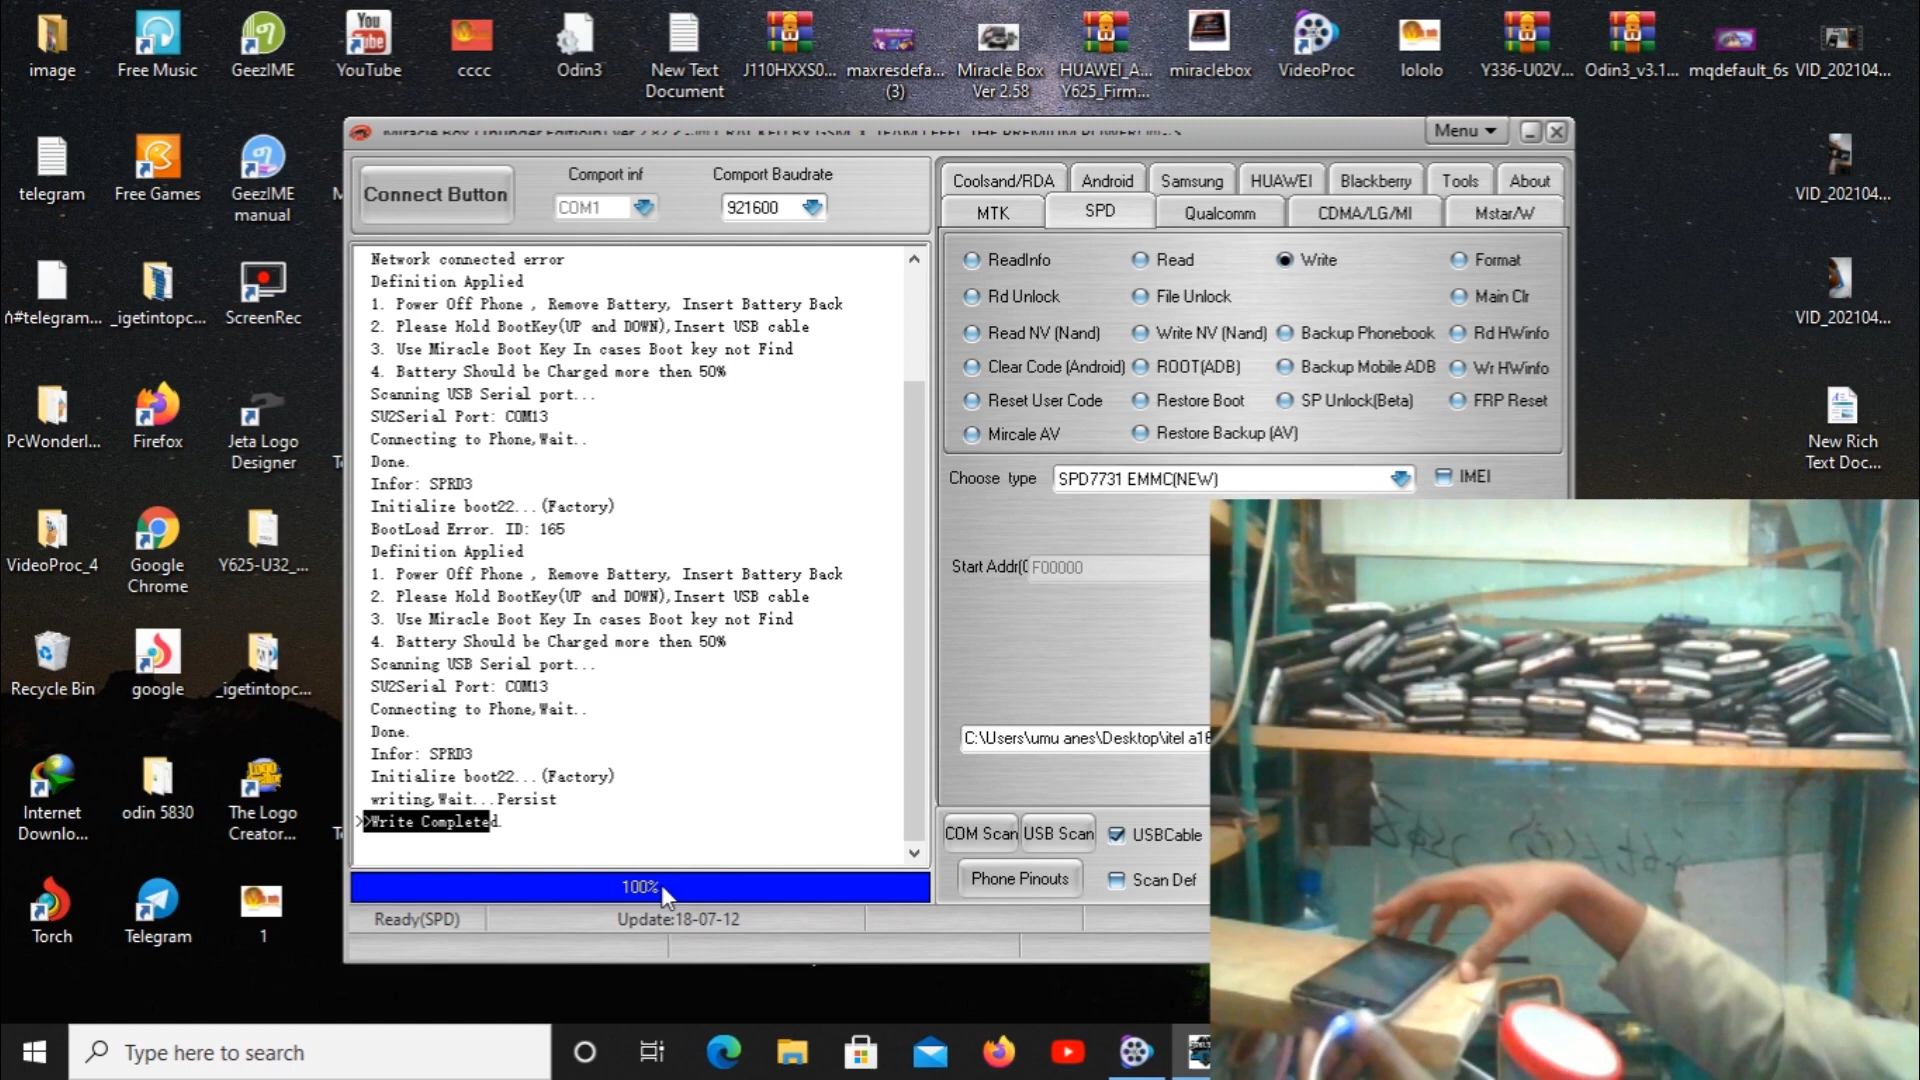 image
Free Music
GeezIME
YouTube
cccc
Odin3
New Text
Document
J110HXXS0...
maxresdefa...
(3)
Miracle Box
Ver 2.58
HUAWEI_A...
Y625_Firm...
miraclebox
VideoProc
lololo
Y336-U02V...
Odin3_v3.1...
mqdefault_6s
VID_202104...
telegram
Free Games
GeezIME
manual
VID_202104...
#telegram...
_igetintopc...
ScreenRec
VID_202104...
PcWonderl...
Firefox
Jeta Logo
Designer
New Rich
Text Doc...
VideoProc_4
Google
Chrome
Y625-U32_...
Recycle Bin
google
_igetintopc...
Internet
Downlo...
odin 5830
The Logo
Creator...
Torch
Telegram
1
Menu
Connect Button
Comport inf
COM1
Comport Baudrate
921600
Network connected error
Definition Applied
1. Power Off Phone , Remove Battery, Insert Battery Back
2. Please Hold BootKey(UP and DOWN),Insert USB cable
3. Use Miracle Boot Key In cases Boot key not Find
4. Battery Should be Charged more then 50%
Scanning USB Serial port...
SU2Serial Port: COM13
Connecting to Phone,Wait..
Done.
Infor: SPRD3
Initialize boot22...(Factory)
BootLoad Error. ID: 165
Definition Applied
1. Power Off Phone , Remove Battery, Insert Battery Back
2. Please Hold BootKey(UP and DOWN),Insert USB cable
3. Use Miracle Boot Key In cases Boot key not Find
4. Battery Should be Charged more then 50%
Scanning USB Serial port...
SU2Serial Port: COM13
Connecting to Phone,Wait..
Done.
Infor: SPRD3
Initialize boot22...(Factory)
writing,Wait...Persist
>>Write Completed.
100%
Ready(SPD)
Update:18-07-12
Coolsand/RDA
Android
Samsung
HUAWEI
Blackberry
Tools
About
MTK
SPD
Qualcomm
CDMA/LG/MI
Mstar/W
ReadInfo
Read
Write
Format
Rd Unlock
File Unlock
Main Clr
Read NV (Nand)
Write NV (Nand)
Backup Phonebook
Rd HWinfo
Clear Code (Android)
ROOT(ADB)
Backup Mobile ADB
Wr HWinfo
Reset User Code
Restore Boot
SP Unlock(Beta)
FRP Reset
Mircale AV
Restore Backup (AV)
Choose type
SPD7731 EMMC(NEW)
IMEI
Start Addr(
F00000
C:\Users\umu anes\Desktop\itel a16
COM Scan
USB Scan
USBCable
Phone Pinouts
Scan Def
Type here to search